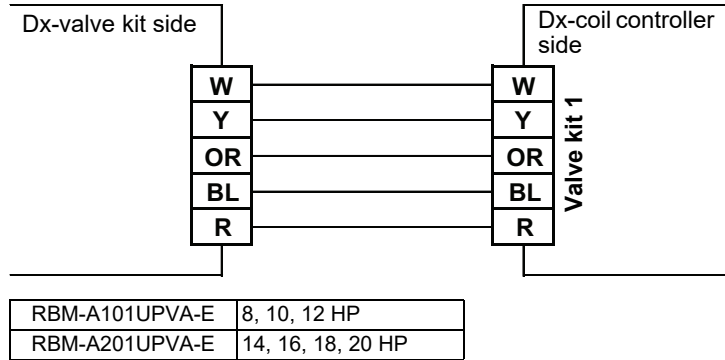 Dx-valve kit side
Dx-coil controller
side
W
W
Y
Y
OR
OR
BL
BL
R
R
Valve kit 1
RBM-A101UPVA-E 8, 10, 12 HP
RBM-A201UPVA-E 14, 16, 18, 20 HP